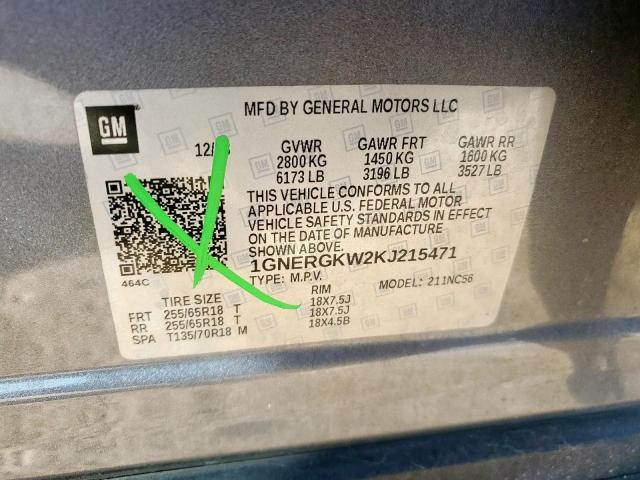 GM
MFD BY GENERAL MOTORS LLC
GVWR GAWR FRT GAWR RR
2800 KG 1450 KG 1600 KG
6173 LB 3196 LB 3527 LB
THIS VEHICLE CONFORMS TO ALL
APPLICABLE U.S. FEDERAL MOTOR
VEHICLE SAFETY STANDARDS IN EFFECT
ON THE DATE OF MANUFACTURE
SHOWN ABOVE.
1GNERGKW2KJ215471
TYPE: M.P.V. MODEL: 211NC56
464C
TIRE SIZE RIM
FRT 255/65R18 T 18X7.5J
RR 255/65R18 T 18X7.5J
SPA T135/70R18 M 18X4.5B